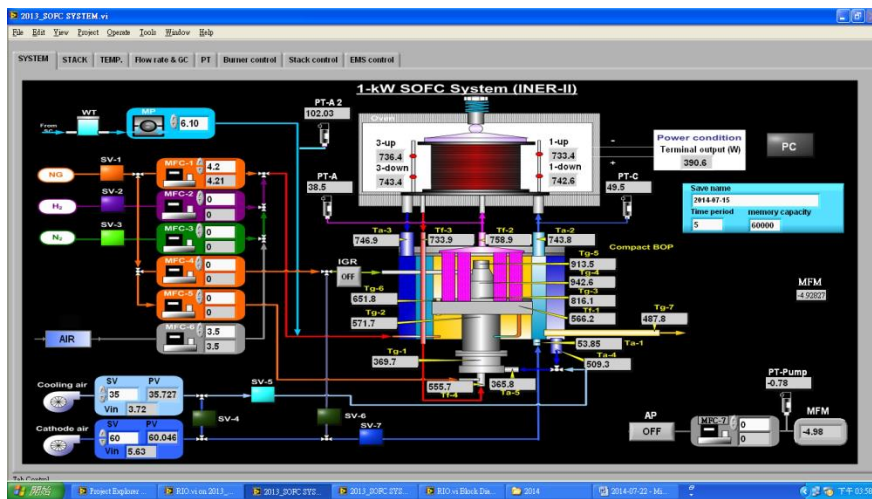 2013_SOFC SYSTEM.vi
File Edit View Project Operate Tools Window Help
SYSTEM STACK TEMP. Flow rate & GC PT Burner control Stack control EMS control
1-kW SOFC System (INER-II)
WT
From
MP
6.10
PT-A 2
102.03
Oven
3-up
736.4
3-down
743.4
1-up
733.4
1-down
742.6
-
+
Power condition
Terminal output (W)
390.6
PC
Save name
2014-07-15
Time period memory capacity
5 60000
PT-A
38.5
PT-C
49.5
NG
SV-1
MFC-1
4.2
4.21
H₂
SV-2
MFC-2
0
0
N₂
SV-3
MFC-3
0
0
MFC-4
0
0
MFC-5
0
0
AIR
MFC-6
3.5
3.5
IGR
OFF
Ta-3
746.9
Tf-3
733.9
Tf-2
758.9
Ta-2
743.8
Compact BOP
Tg-5
913.5
Tg-4
942.6
Tg-3
816.1
Tf-1
566.2
Tg-6
651.8
Tg-2
571.7
Tg-1
369.7
Tg-7
487.8
53.85 Ta-1
Ta-4
509.3
365.8
Ta-5
555.7
Tf-4
MFM
-4.92827
Cooling air
SV PV
35 35.727
Vin 3.72
SV-5
SV-4
SV-6
SV-7
Cathode air
SV PV
60 60.046
Vin 5.63
PT-Pump
-0.78
AP
OFF
MFC-7
0
0
MFM
-4.98
Tab Control
開始 Project Explorer ... RIO.vi on 2013_... 2013_SOFC SYS... 2013_SOFC SYS... RIO.vi Block Dia... 2014 2014-07-22 - Mi... 下午 03:58